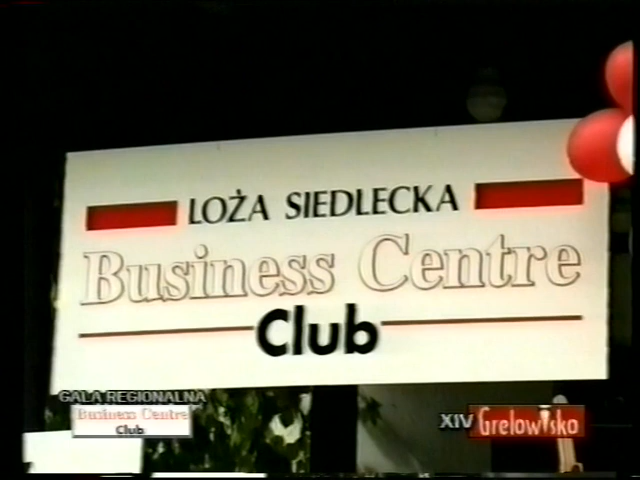 LOŻA SIEDLECKA
Business Centre
Club
GALA REGIONALNA
Business Centre
Club
XIV Grelowisko